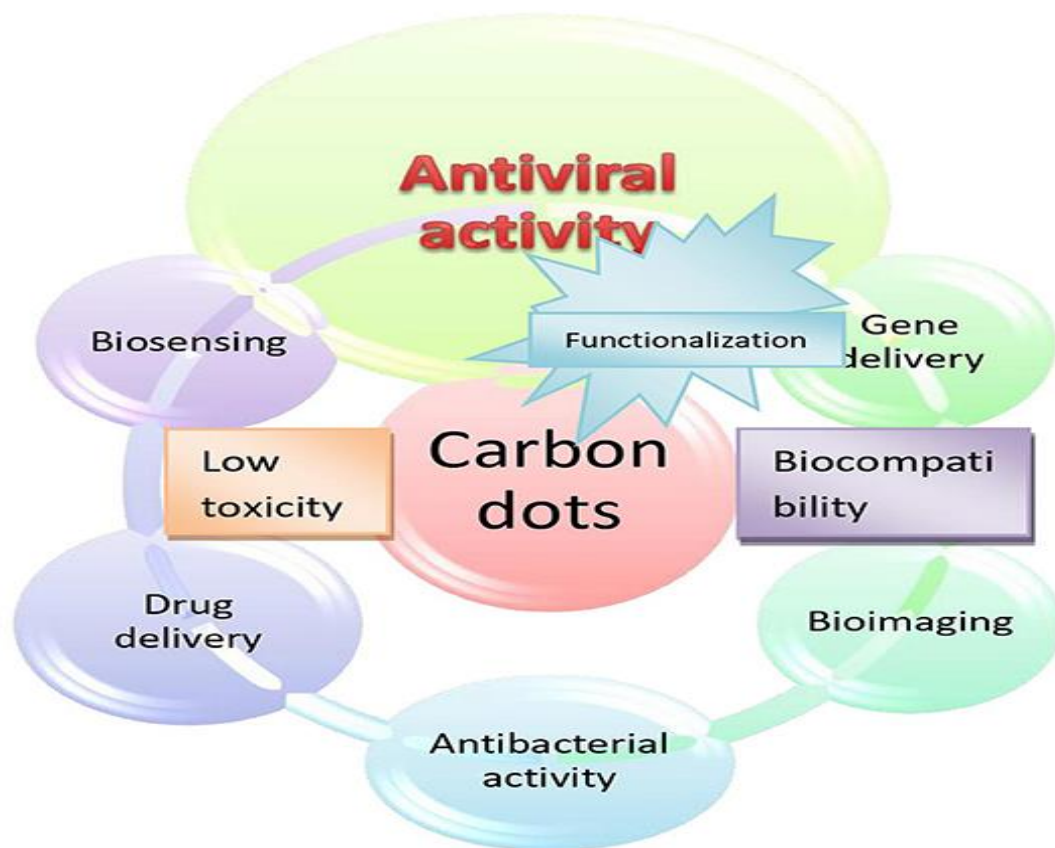 Antiviral
activity
Biosensing
Functionalization
Gene
delivery
Low
toxicity
Carbon
dots
Biocompati
bility
Drug
delivery
Bioimaging
Antibacterial
activity